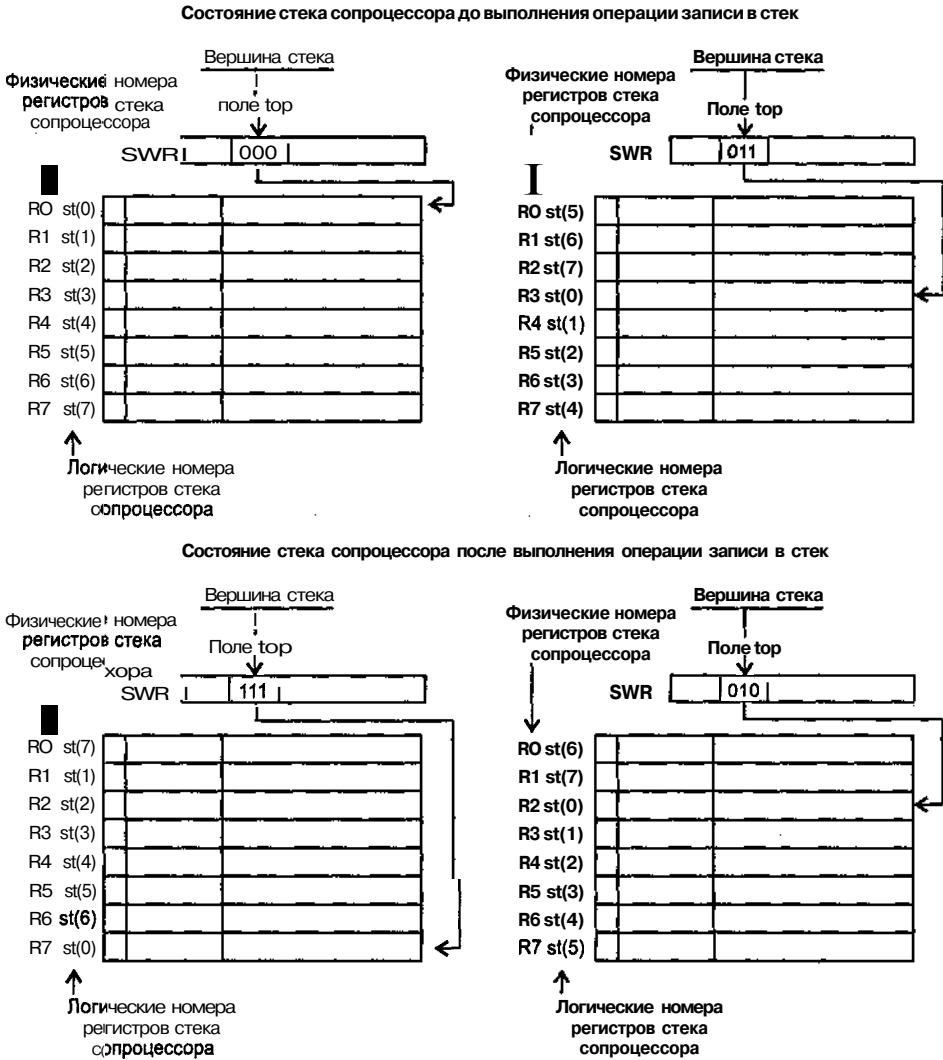 Состояние стека сопроцессора до выполнения операции записи в стек
Вершина стека
Физические номера
регистров стека
сопроцессора
поле top
SWR
000
RO st(0)
R1 st(1)
R2 st(2)
R3 st(3)
R4 st(4)
R5 st(5)
R6 st(6)
R7 st(7)
Логические номера
регистров стека
сопроцессора
Вершина стека
Физические номера
регистров стека
сопроцессора
Поле top
SWR
011
RO st(5)
R1 st(6)
R2 st(7)
R3 st(0)
R4 st(1)
R5 st(2)
R6 st(3)
R7 st(4)
Логические номера
регистров стека
сопроцессора
Состояние стека сопроцессора после выполнения операции записи в стек
Вершина стека
Физические номера
регистров стека
сопроце
хора
Поле top
SWR
111
RO st(7)
R1 st(1)
R2 st(2)
R3 st(3)
R4 st(4)
R5 st(5)
R6 st(6)
R7 st(0)
Логические номера
регистров стека
сопроцессора
Вершина стека
Физические номера
регистров стека
сопроцессора
Поле top
SWR
010
RO st(6)
R1 st(7)
R2 st(0)
R3 st(1)
R4 st(2)
R5 st(3)
R6 st(4)
R7 st(5)
Логические номера
регистров стека
сопроцессора